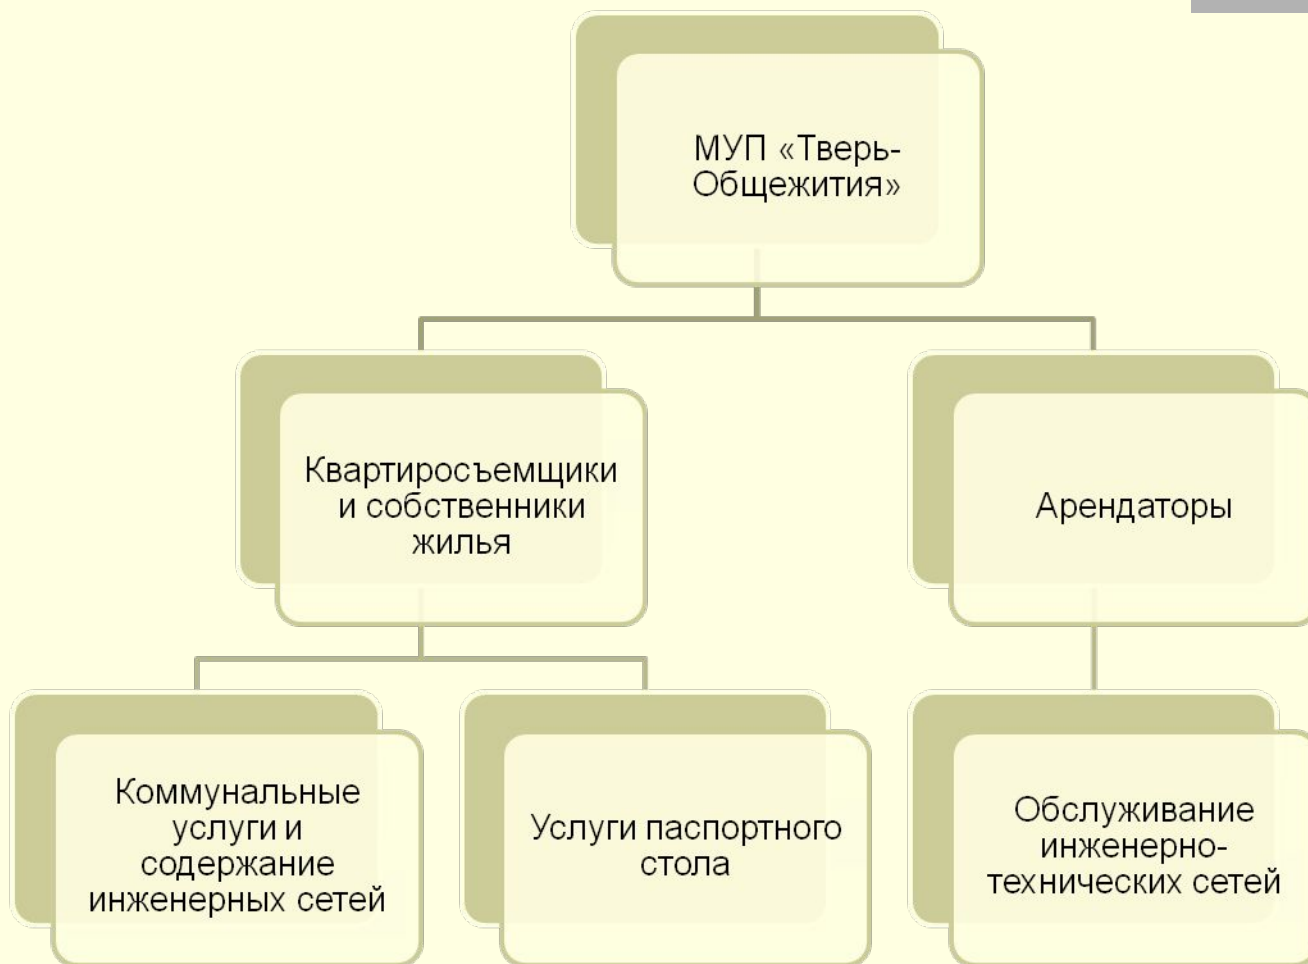 МУП «Тверь-
Общежития»
Квартиросъемщики
и собственники
жилья
Арендаторы
Коммунальные
услуги и
содержание
инженерных сетей
Услуги паспортного
стола
Обслуживание
инженерно-
технических сетей